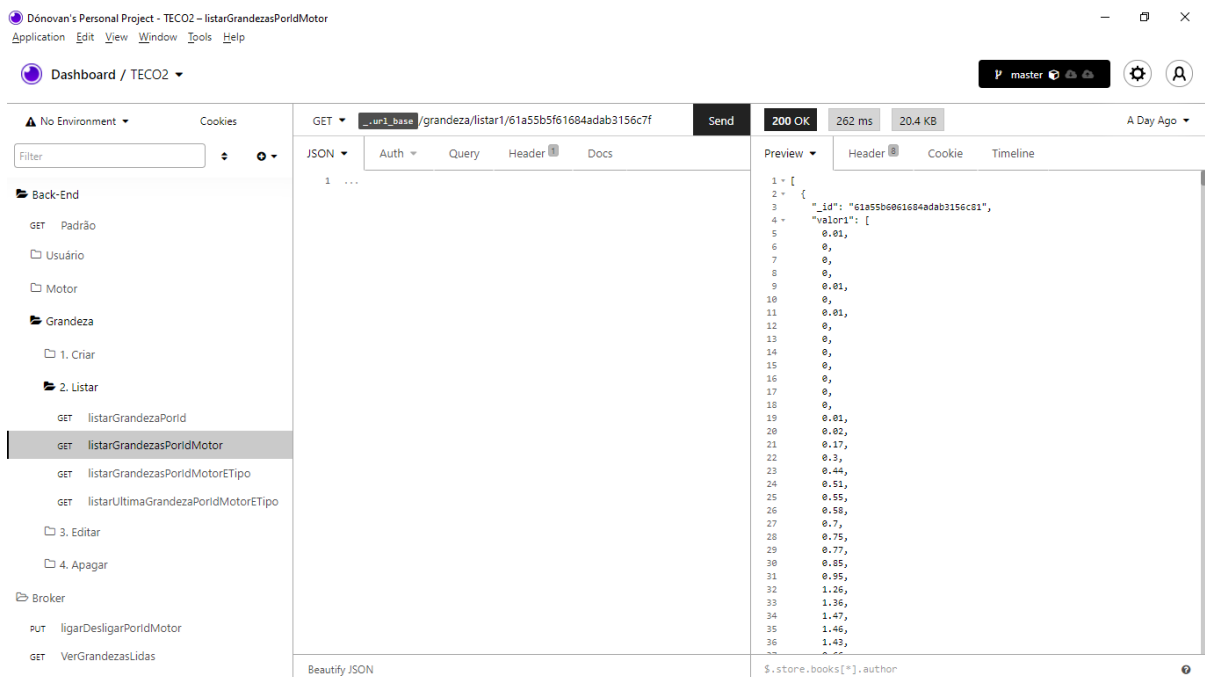 Dónovan's Personal Project - TECO2 – listarGrandezasPorIdMotor
Application Edit View Window Tools Help
Dashboard / TECO2
master
No Environment
Cookies
GET _.url_base /grandeza/listar1/61a55b5f61684adab3156c7f
Send
200 OK
262 ms
20.4 KB
A Day Ago
Filter
JSON
Auth
Query
Header 1
Docs
Preview
Header 8
Cookie
Timeline
Back-End
GET Padrão
Usuário
Motor
Grandeza
1. Criar
2. Listar
GET listarGrandezaPorId
GET listarGrandezasPorIdMotor
GET listarGrandezasPorIdMotorETipo
GET listarUltimaGrandezaPorIdMotorETipo
3. Editar
4. Apagar
Broker
PUT ligarDesligarPorIdMotor
GET VerGrandezasLidas
1 ...
Beautify JSON
1 [
2 {
3 "_id": "61a55b6061684adab3156c81",
4 "valor1": [
5 0.01,
6 0,
7 0,
8 0,
9 0.01,
10 0,
11 0.01,
12 0,
13 0,
14 0,
15 0,
16 0,
17 0,
18 0,
19 0.01,
20 0.02,
21 0.17,
22 0.3,
23 0.44,
24 0.51,
25 0.55,
26 0.58,
27 0.7,
28 0.75,
29 0.77,
30 0.85,
31 0.95,
32 1.26,
33 1.36,
34 1.47,
35 1.46,
36 1.43,
$.store.books[*].author